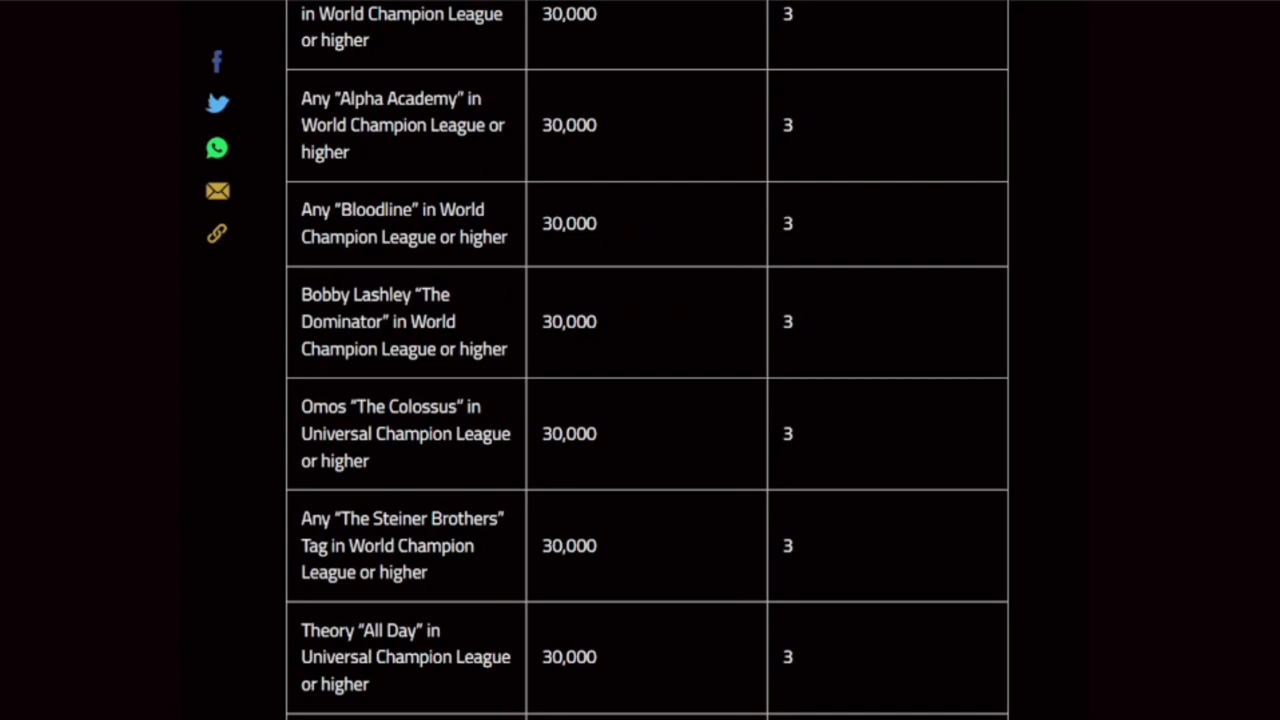 in World Champion League
or higher
30,000
3
Any “Alpha Academy” in
World Champion League or
higher
30,000
3
Any “Bloodline” in World
Champion League or higher
30,000
3
Bobby Lashley “The
Dominator” in World
Champion League or higher
30,000
3
Omos “The Colossus“ in
Universal Champion League
or higher
30,000
3
Any “The Steiner Brothers”
Tag in World Champion
League or higher
30,000
3
Theory “All Day” in
Universal Champion League
or higher
30,000
3